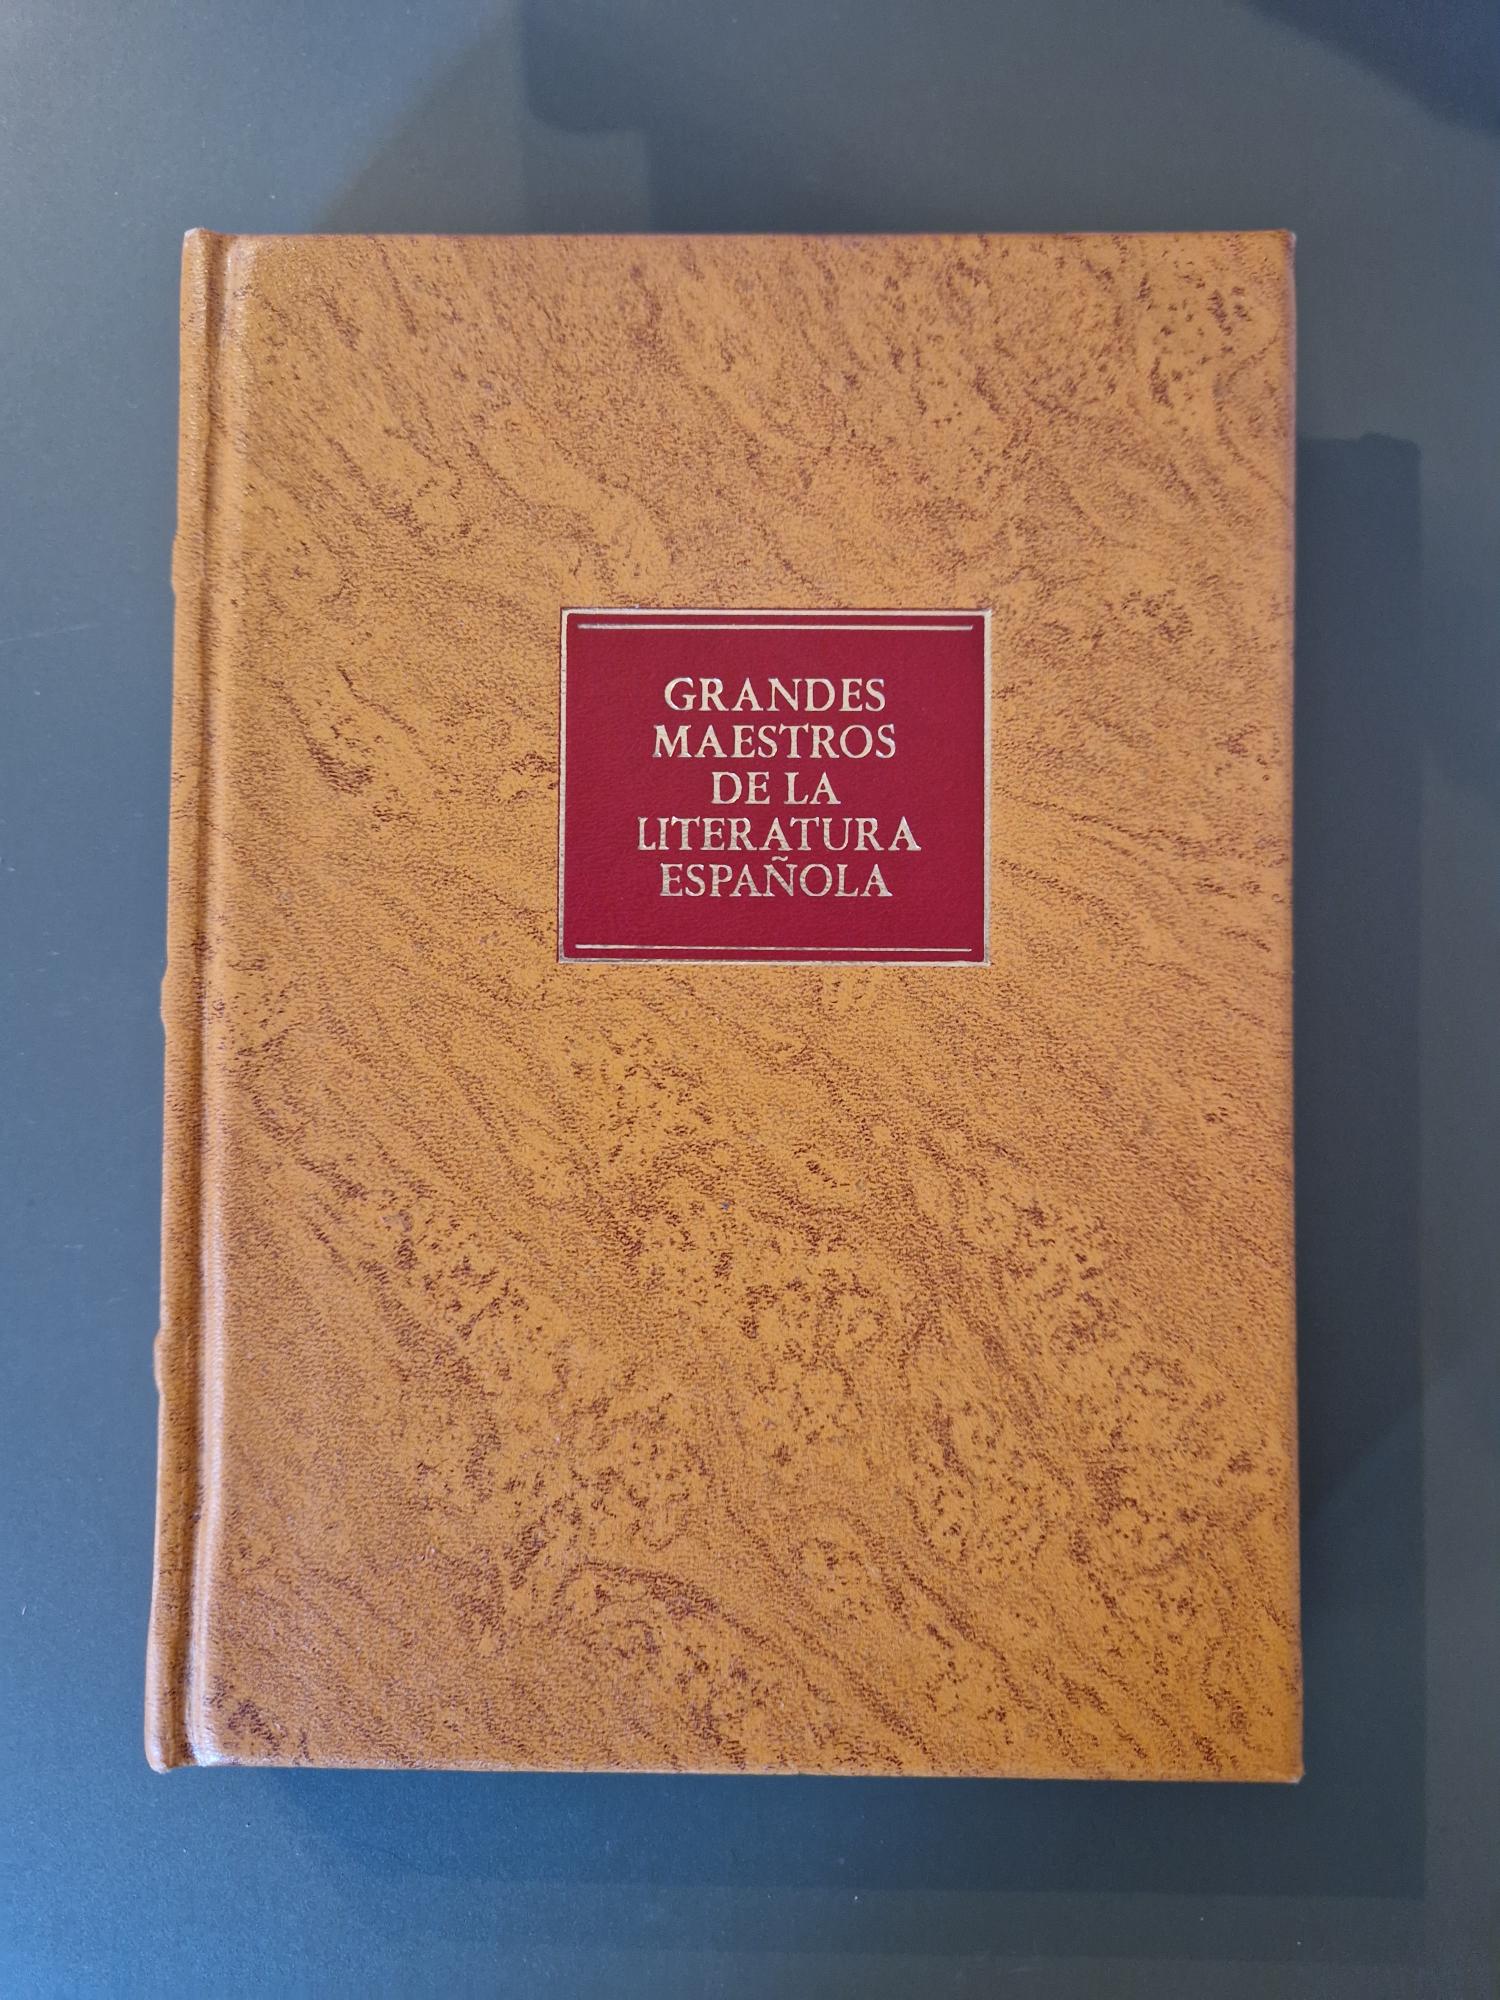 GRANDES
MAESTROS
DE LA
LITERATURA
ESPAÑOLA